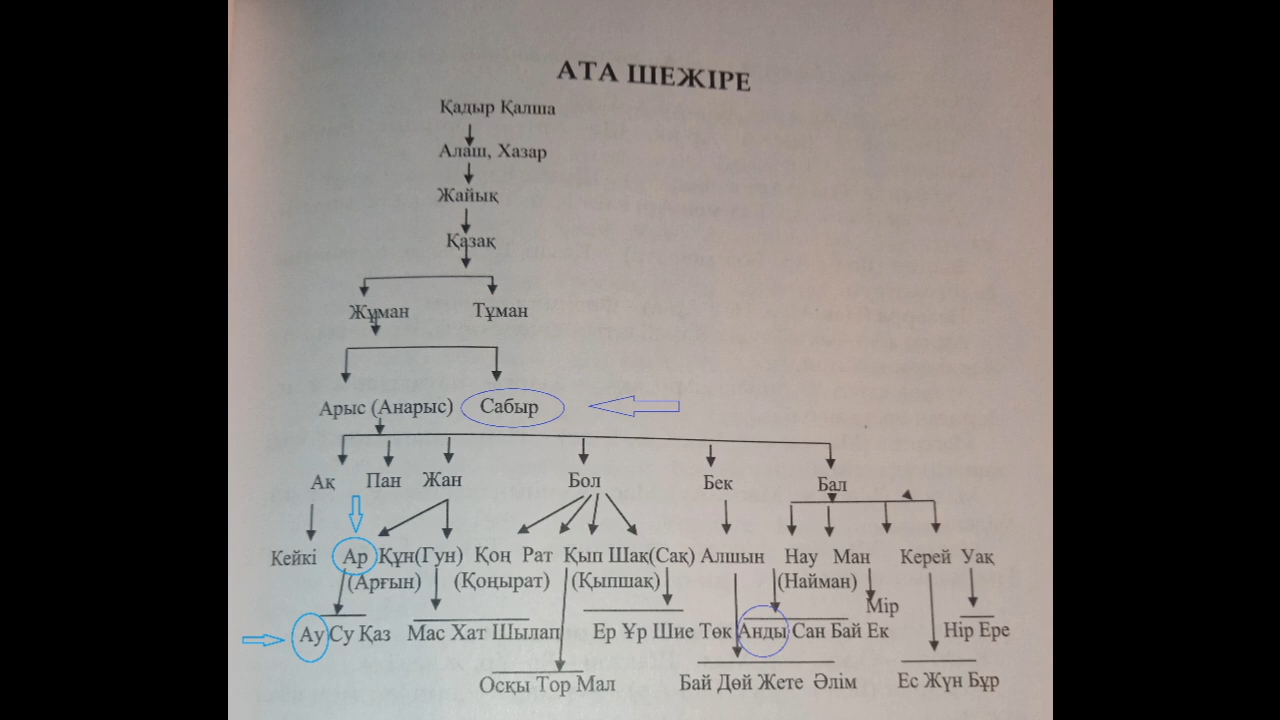 АТА ШЕЖІРЕ
Қадыр Қалша
Алаш, Хазар
Жайық
Қазақ
Жұман Тұман
Арыс (Анарыс) Сабыр
Ақ Пан Жан Бол Бек Бал
Кейкі Ар Құн(Гун) Қоң Рат Қып Шақ(Сақ) Алшын Нау Ман Керей Уақ
(Арғын) (Қоңырат) (Қыпшақ) (Найман)
Мір
Ау Су Қаз Мас Хат Шылап Ер Ұр Шие Төк Анды Сан Бай Ек Нір Ере
Осқы Тор Мал Бай Дөй Жете Әлім Ес Жүн Бұр